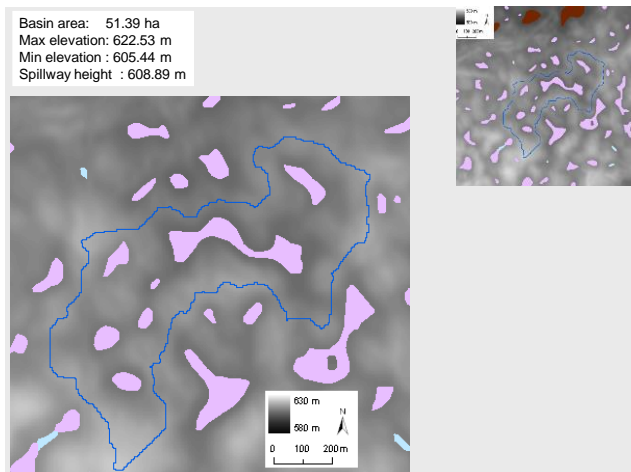 Basin area: 51.39 ha
Max elevation: 622.53 m
Min elevation : 605.44 m
Spillway height : 608.89 m
630 m
580 m
N
0 100 200 m